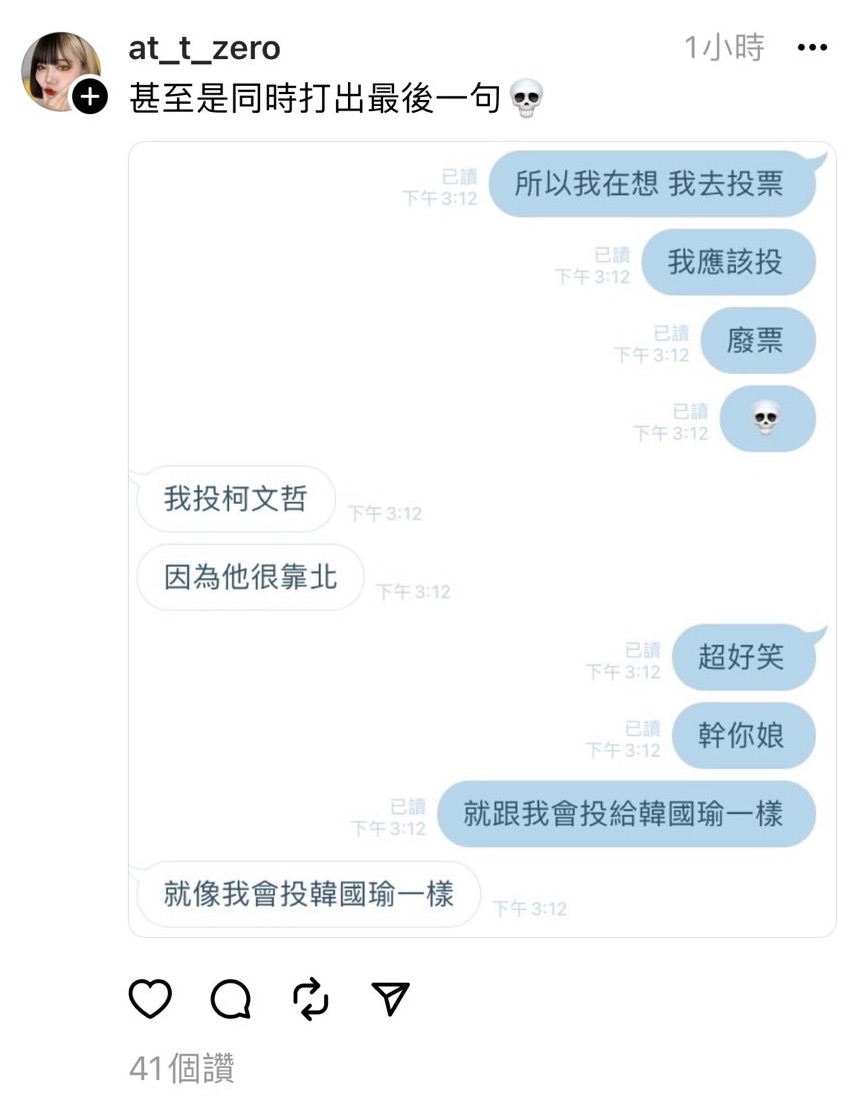 at_t_zero
1小時
甚至是同時打出最後一句💀
所以我在想 我去投票
已讀
下午 3:12
我應該投
已讀
下午 3:12
廢票
已讀
下午 3:12
💀
已讀
下午 3:12
我投柯文哲
下午 3:12
因為他很靠北
下午 3:12
超好笑
已讀
下午 3:12
幹你娘
已讀
下午 3:12
就跟我會投給韓國瑜一樣
已讀
下午 3:12
就像我會投韓國瑜一樣
下午 3:12
41個讚